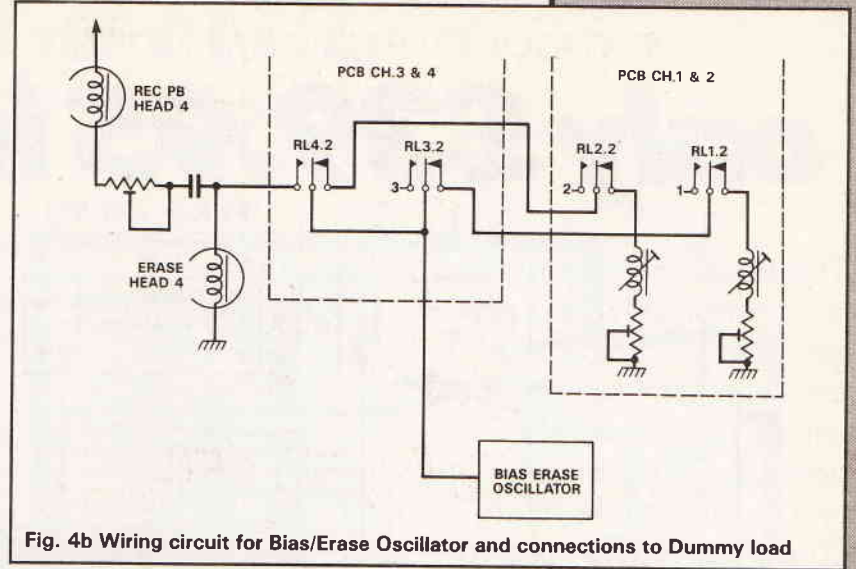 PCB CH.3 & 4
PCB CH.1 & 2
REC PB
HEAD 4
RL4.2
RL3.2
RL2.2
RL1.2
3
2
1
ERASE
HEAD 4
BIAS ERASE
OSCILLATOR
Fig. 4b Wiring circuit for Bias/Erase Oscillator and connections to Dummy load